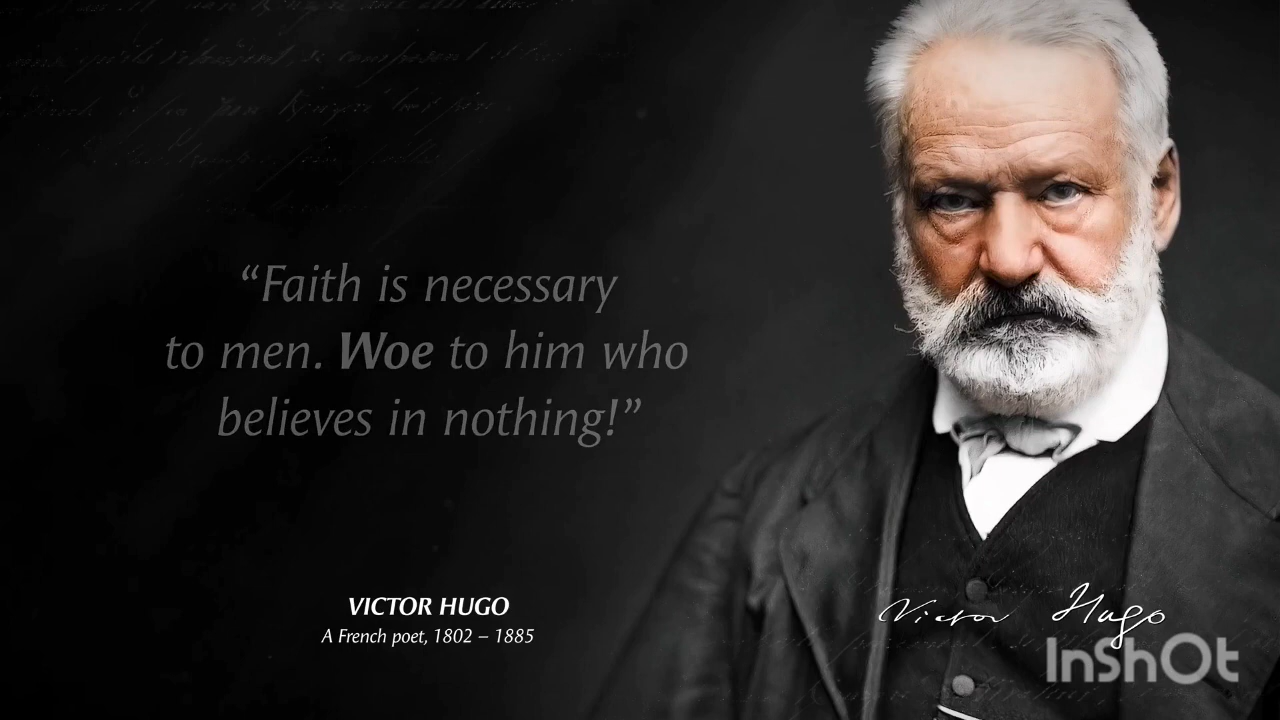 “Faith is necessary
to men. Woe to him who
believes in nothing!”
VICTOR HUGO
A French poet, 1802 – 1885
Victor Hugo
InShOt